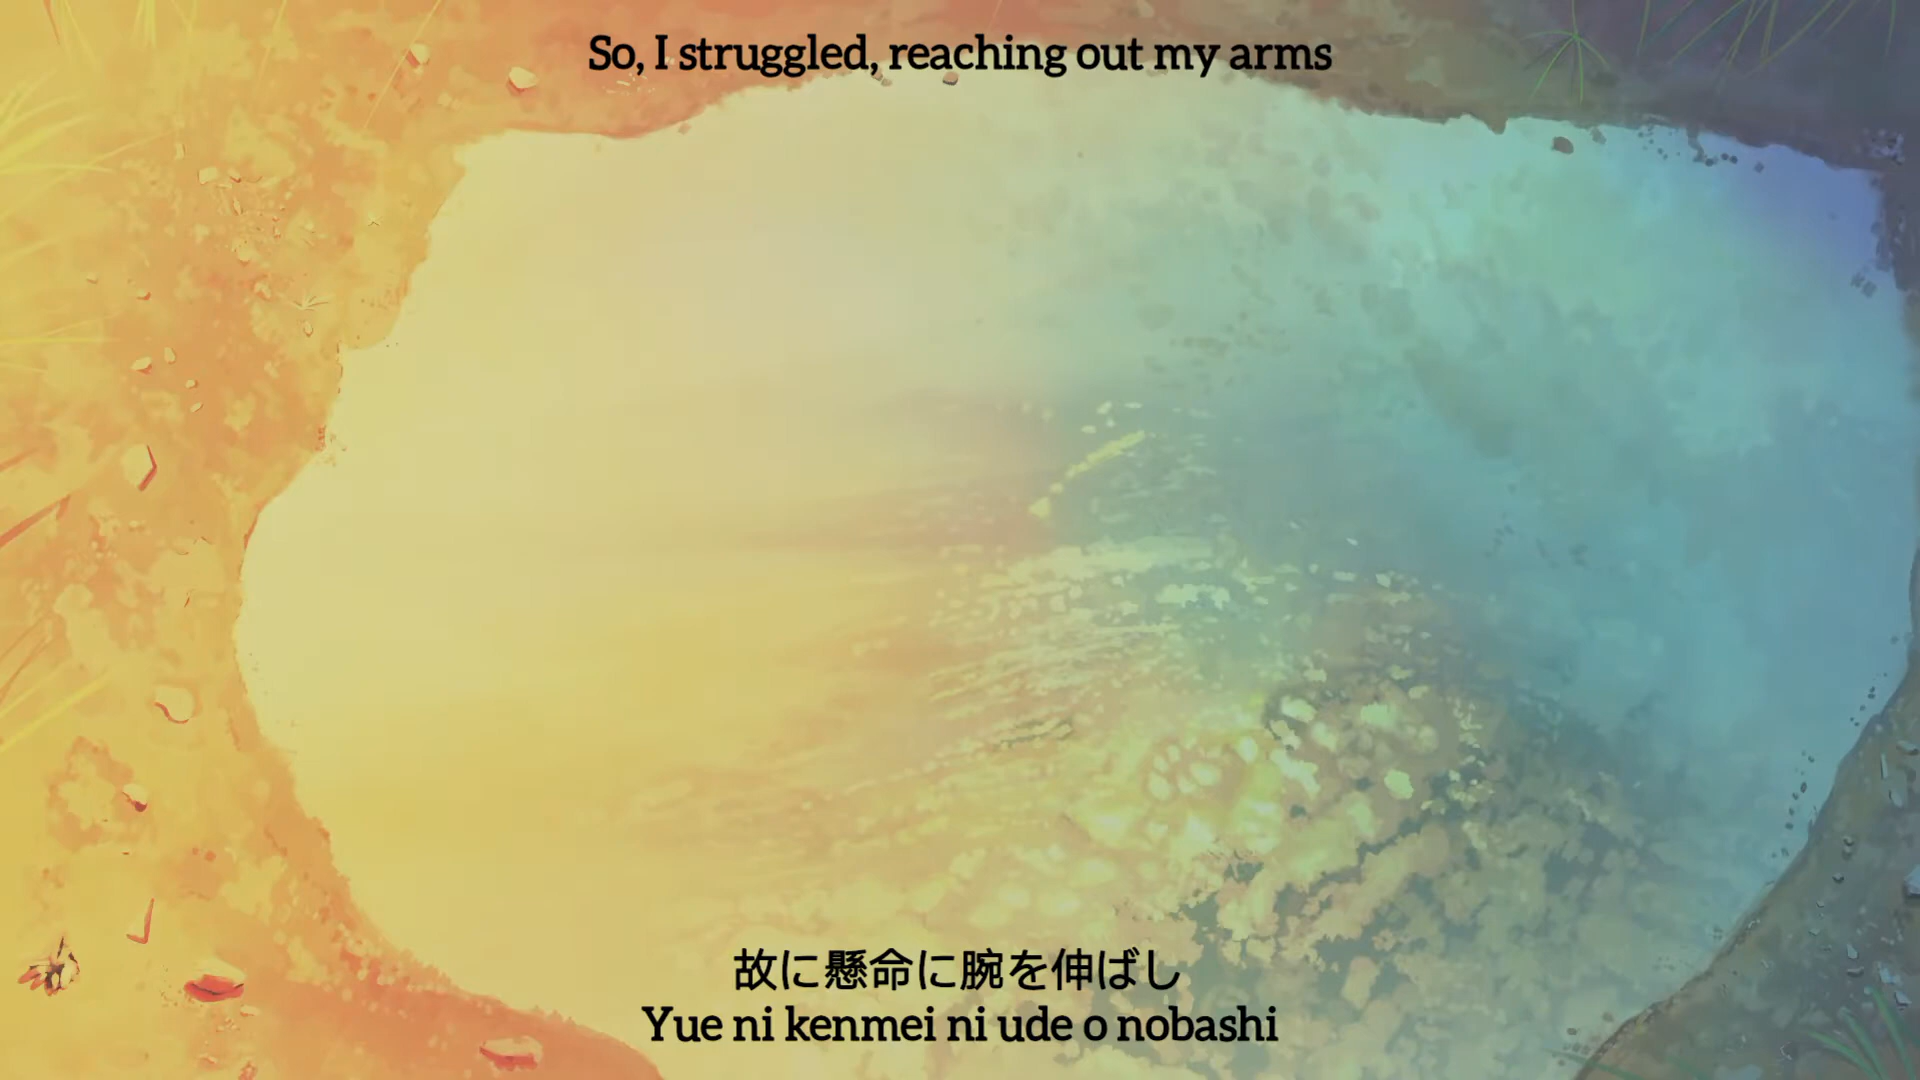 So, I struggled, reaching out my arms
故に懸命に腕を伸ばし
Yue ni kenmei ni ude o nobashi